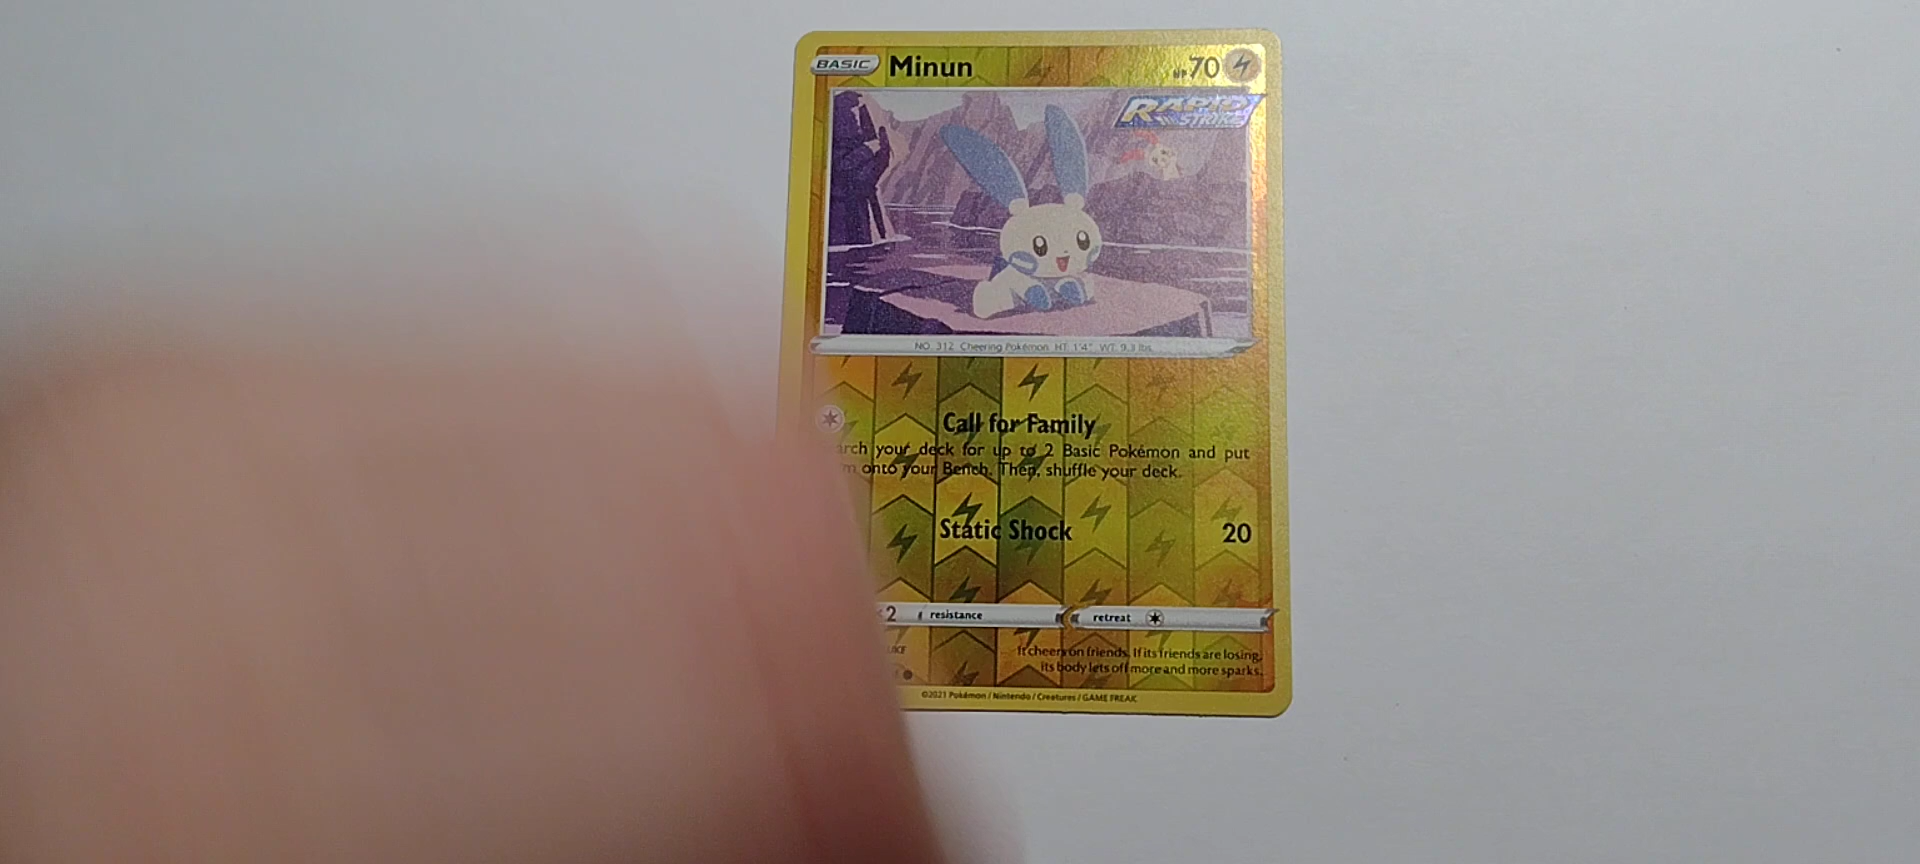 BASIC Minun HP 70
RAPID
STRIKE
NO. 312 Cheering Pokémon HT: 1'4" WT: 9.3 lbs.
Call for Family
your deck for up to 2 Basic Pokémon and put
onto your Bench. Then, shuffle your deck.
Static Shock 20
2 resistance retreat
It cheers on friends. If its friends are losing,
its body lets off more and more sparks.
©2021 Pokémon / Nintendo / Creatures / GAME FREAK